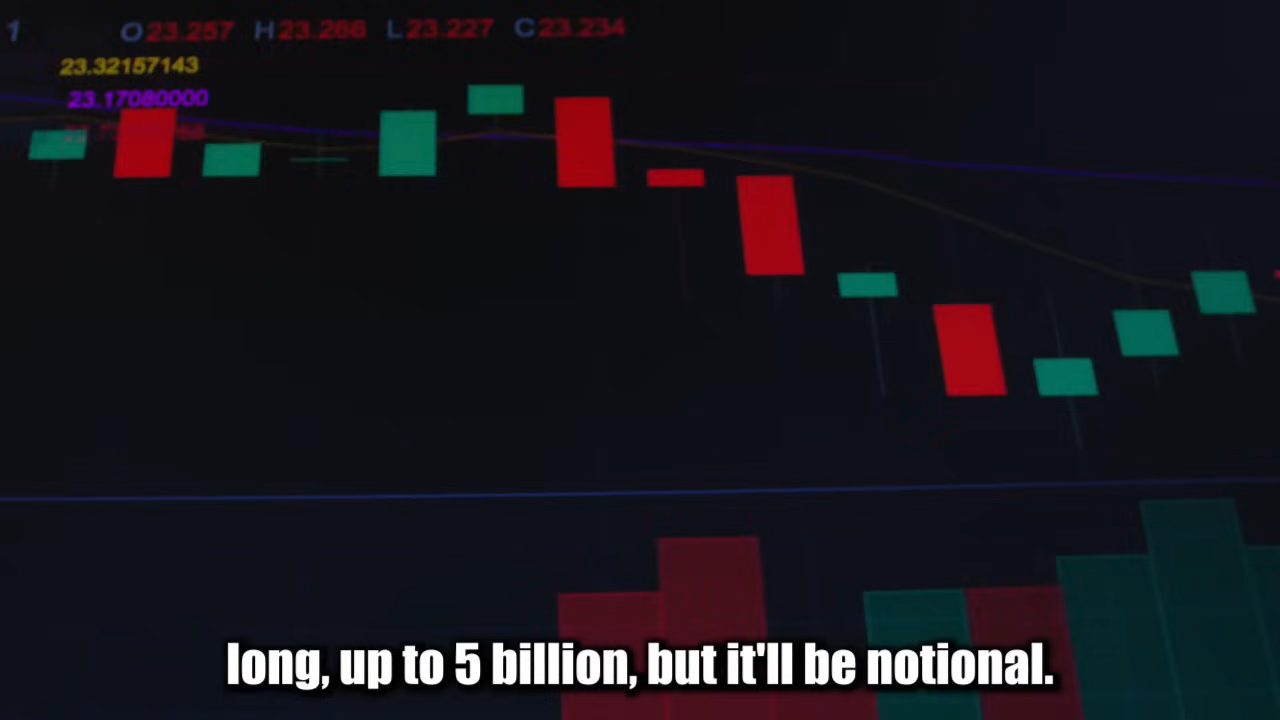 1 O23.257 H23.266 L23.227 C23.234
23.32157143
23.17080000
long, up to 5 billion, but it'll be notional.